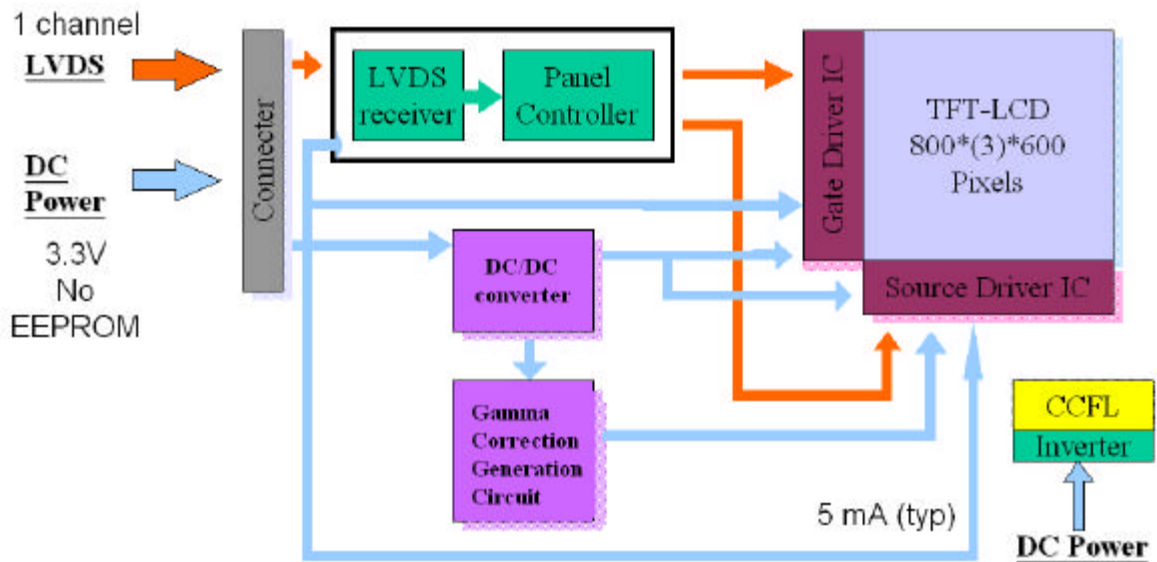 1 channel
LVDS
DC
Power
3.3V
No
EEPROM
Connecter
LVDS
receiver
Panel
Controller
DC/DC
converter
Gamma
Correction
Generation
Circuit
Gate Driver IC
TFT-LCD
800*(3)*600
Pixels
Source Driver IC
5 mA (typ)
CCFL
Inverter
DC Power